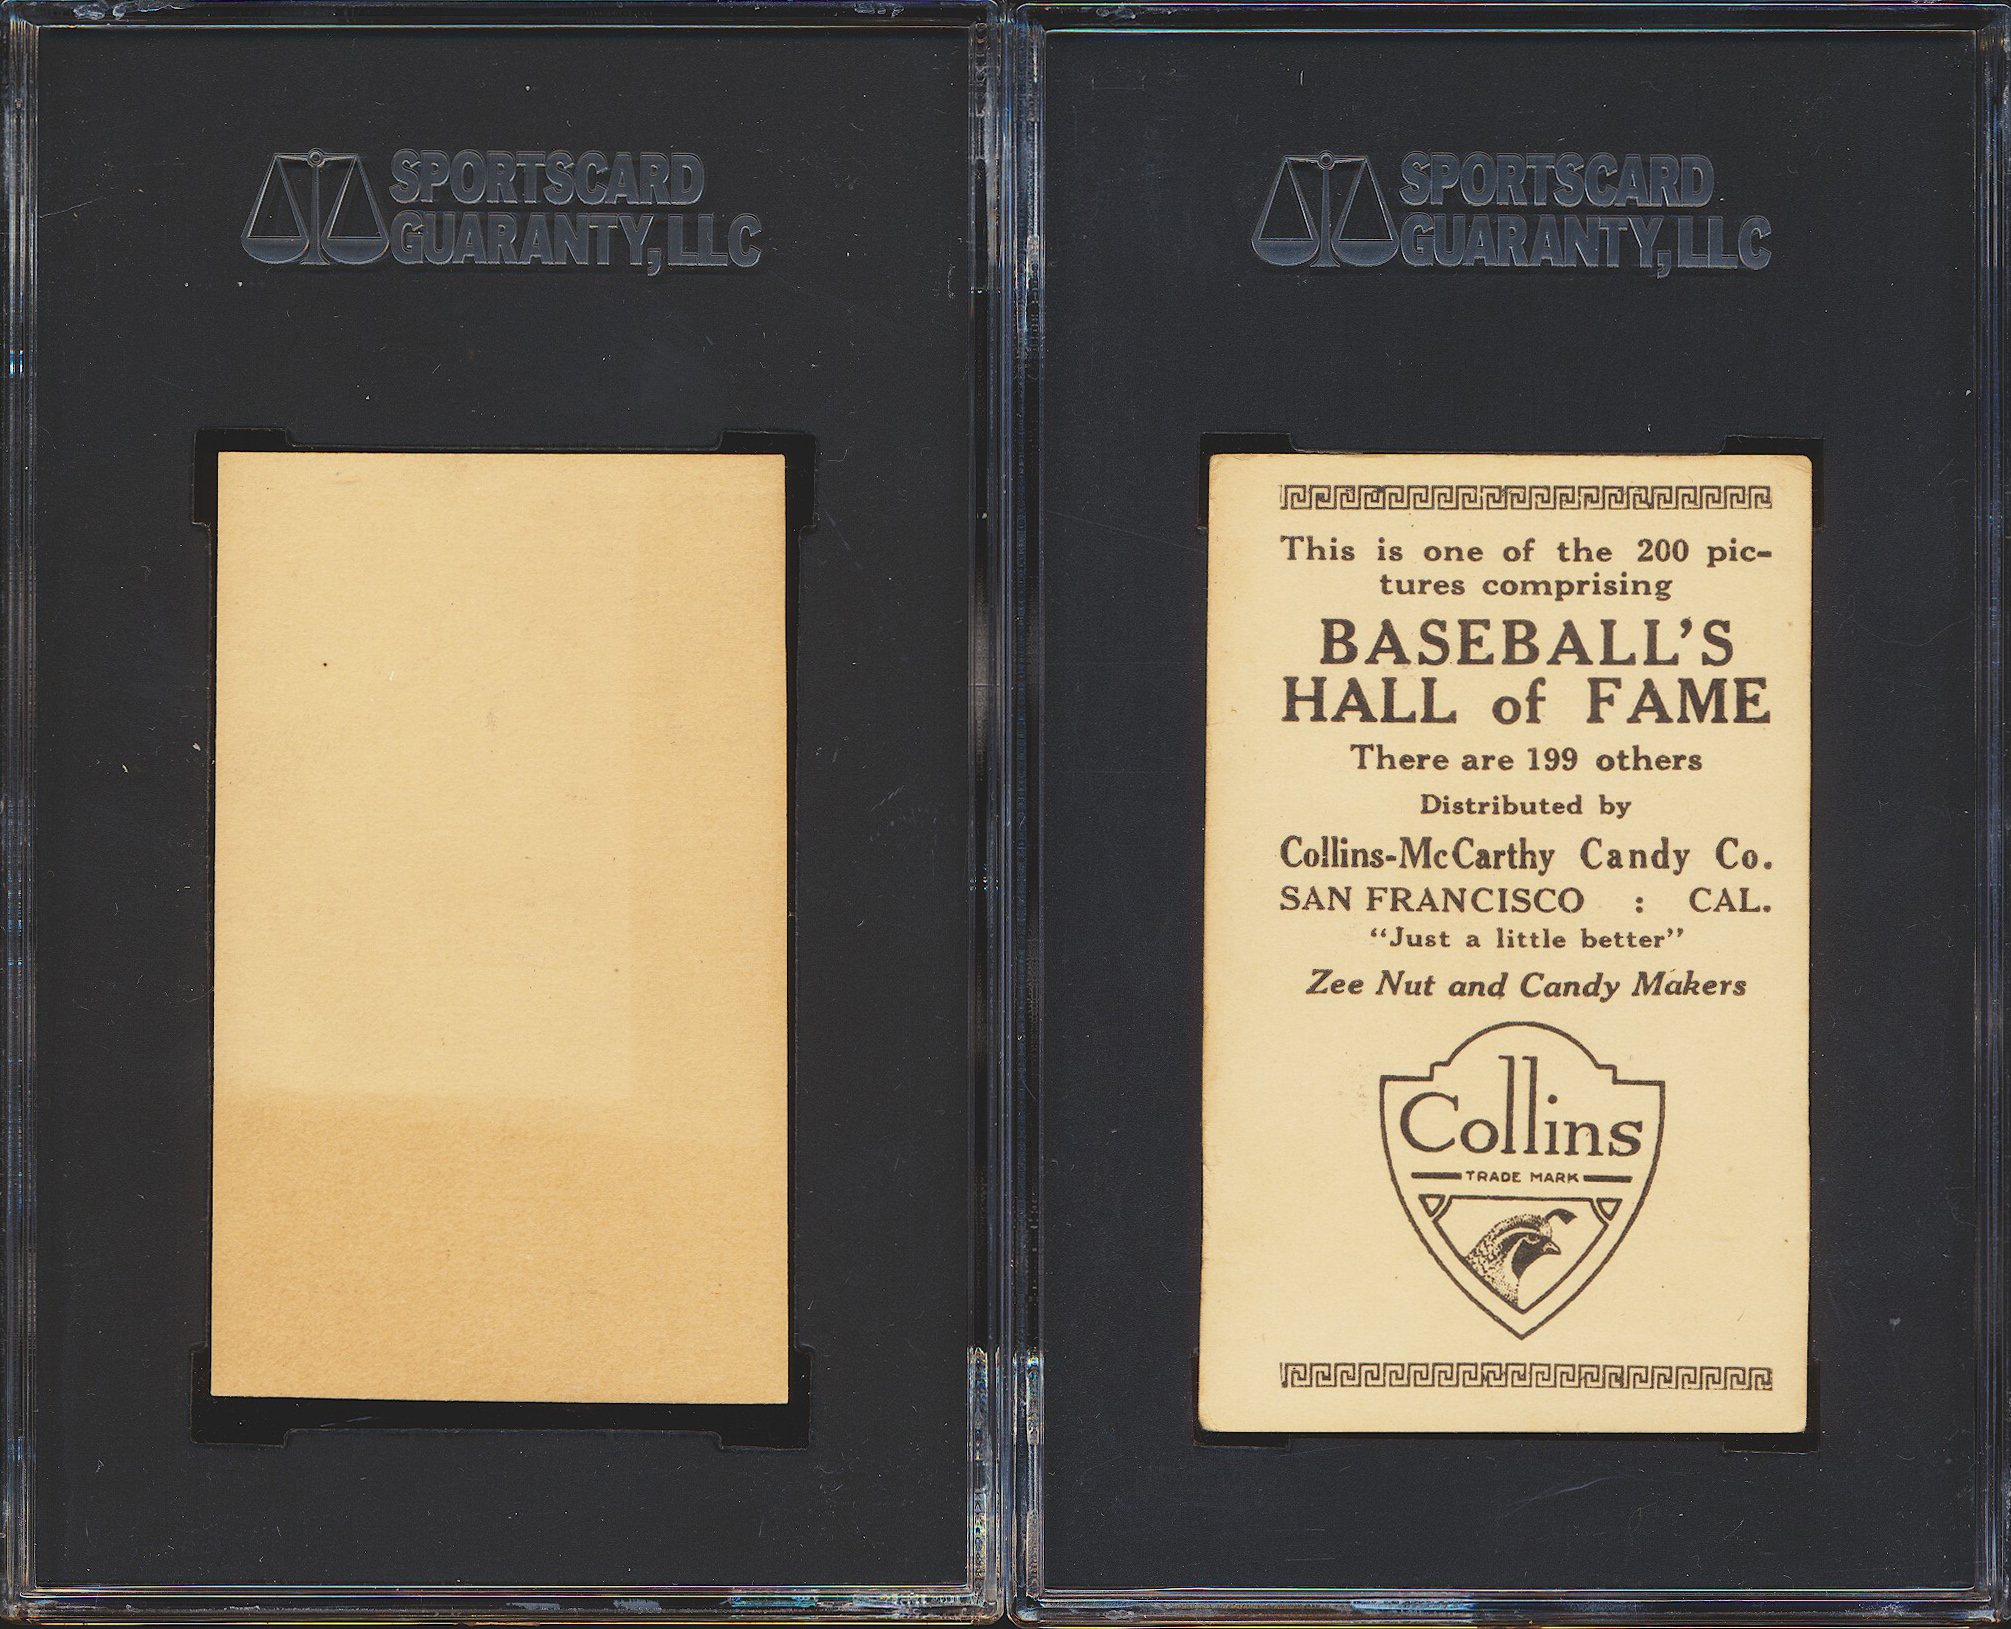 SPORTSCARD
GUARANTY, LLC
SPORTSCARD
GUARANTY, LLC
This is one of the 200 pic-
tures comprising
BASEBALL'S
HALL of FAME
There are 199 others
Distributed by
Collins-McCarthy Candy Co.
SAN FRANCISCO : CAL.
"Just a little better"
Zee Nut and Candy Makers
Collins
TRADE MARK